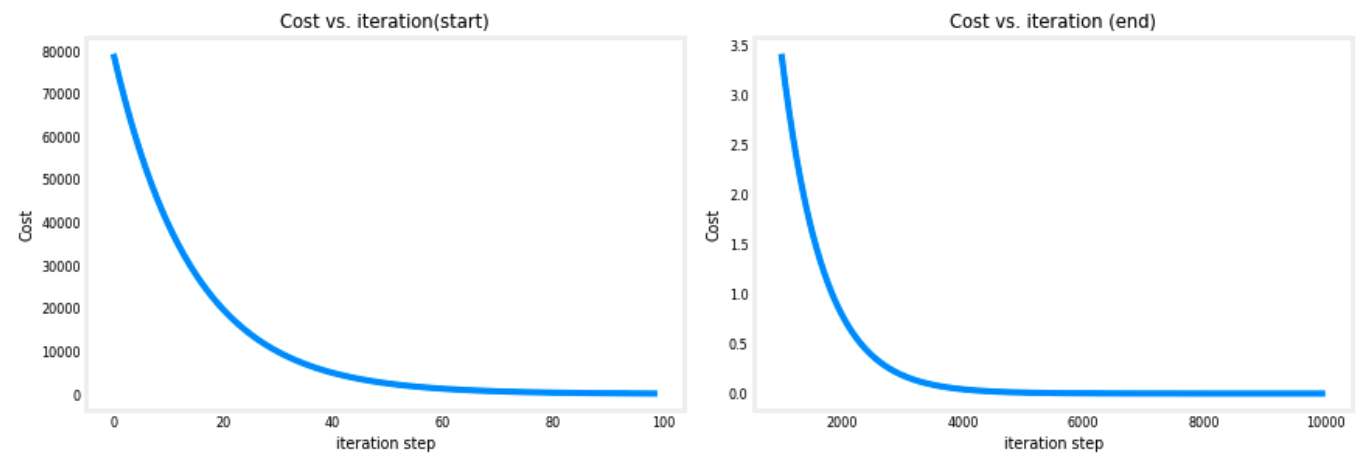 Cost vs. iteration(start)
80000
70000
60000
50000
40000
30000
20000
10000
0
Cost
0 20 40 60 80 100
iteration step
Cost vs. iteration (end)
3.5
3.0
2.5
2.0
1.5
1.0
0.5
0.0
Cost
2000 4000 6000 8000 10000
iteration step